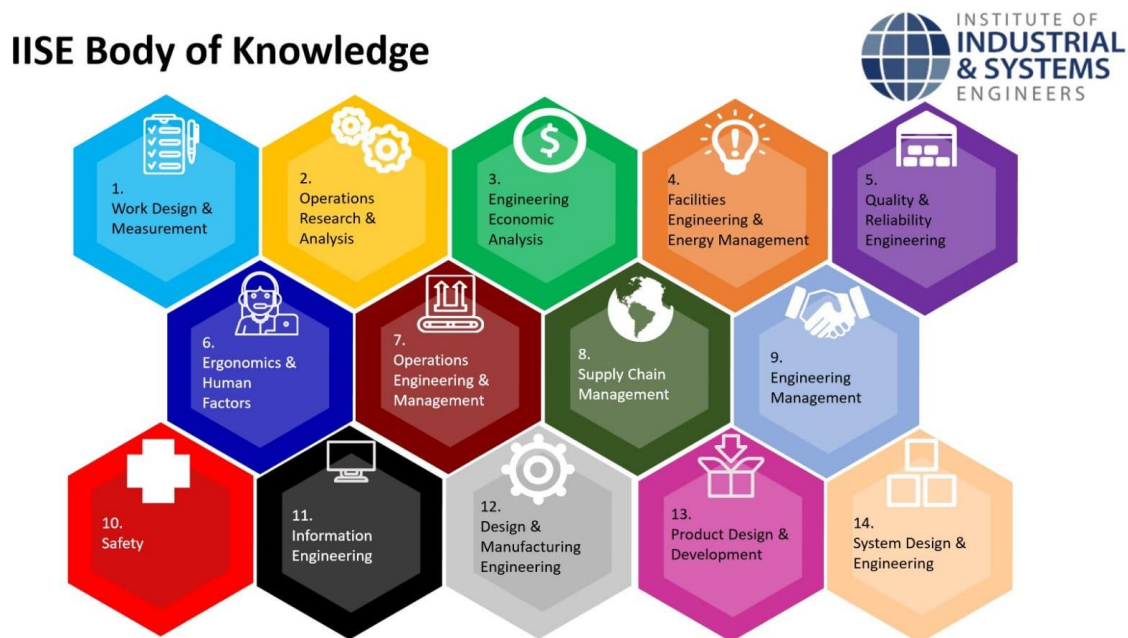 IISE Body of Knowledge
INSTITUTE OF
INDUSTRIAL
& SYSTEMS
ENGINEERS
1.
Work Design &
Measurement
2.
Operations
Research &
Analysis
$
3.
Engineering
Economic
Analysis
4.
Facilities
Engineering &
Energy Management
5.
Quality &
Reliability
Engineering
6.
Ergonomics &
Human
Factors
7.
Operations
Engineering &
Management
8.
Supply Chain
Management
9.
Engineering
Management
10.
Safety
11.
Information
Engineering
12.
Design &
Manufacturing
Engineering
13.
Product Design &
Development
14.
System Design &
Engineering